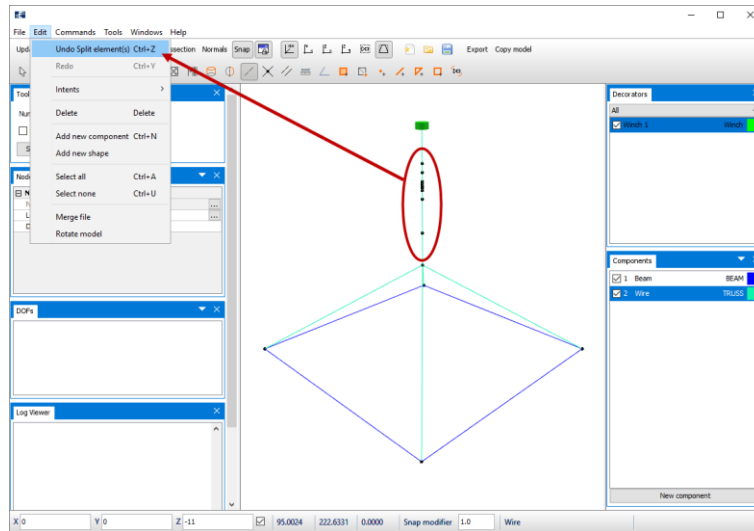 File Edit Commands Tools Windows Help
Undo Split element(s) Ctrl+Z
section Normals Snap
Export Copy model
Redo Ctrl+Y
Intents
Delete Delete
Add new component Ctrl+N
Add new shape
Select all Ctrl+A
Select none Ctrl+U
Merge file
Rotate model
DOFs
Log Viewer
Decorators
All
Winch 1 Winch
Components
1 Beam BEAM
2 Wire TRUSS
New component
X 0 Y 0 Z -11 95.0024 222.6331 0.0000 Snap modifier 1.0 Wire